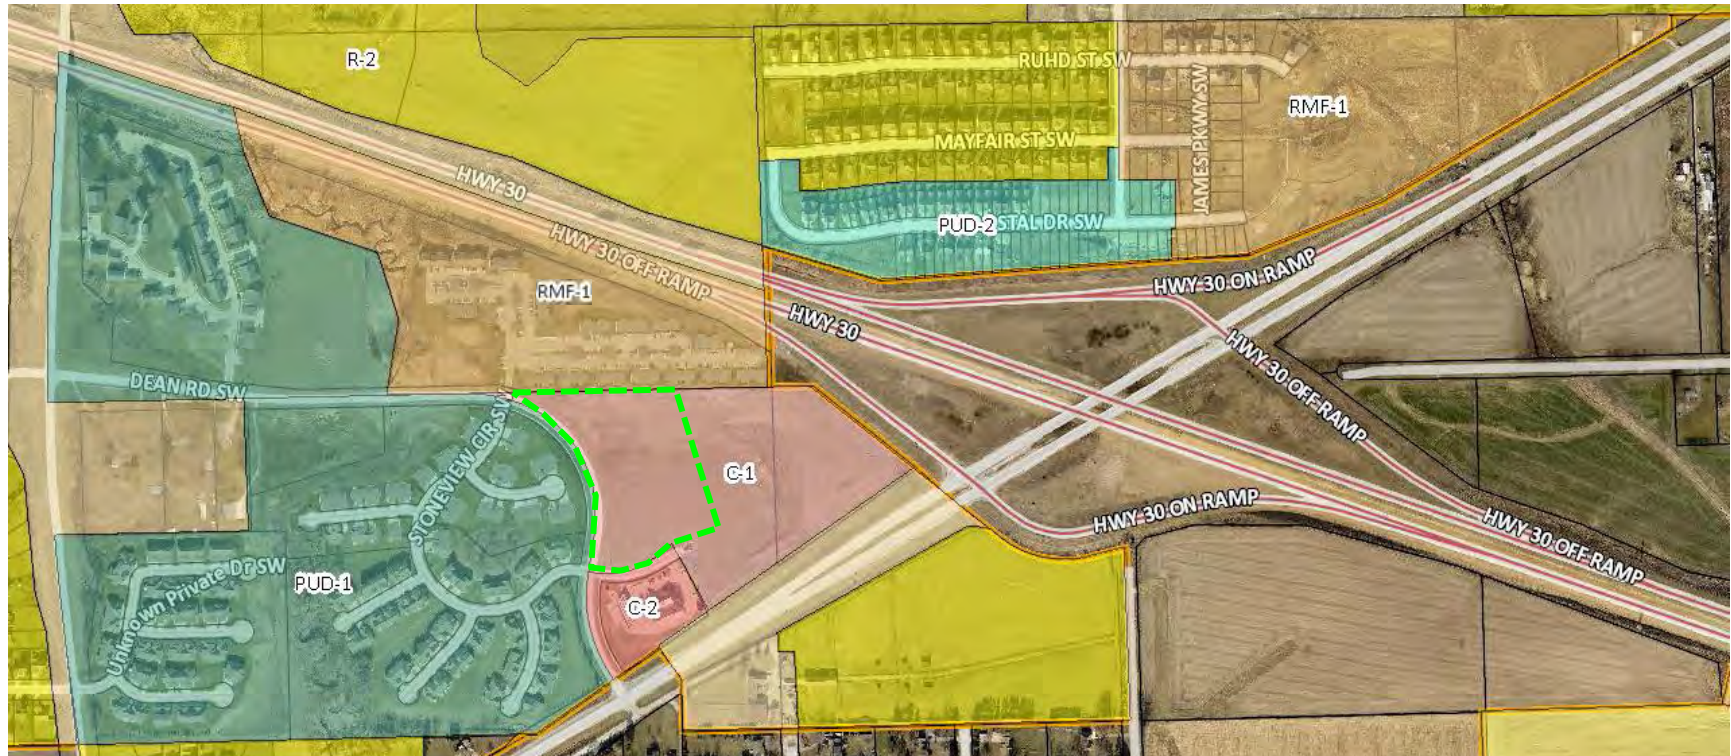 R-2
RUHD ST SW
JAMES PKWY SW
RMF-1
MAYFAIR ST SW
HWY 30
PUD-2
STAL DR SW
HWY 30 OFF-RAMP
RMF-1
HWY 30 ON-RAMP
HWY 30
HWY 30 OFF-RAMP
DEAN RD SW
STONEVIEW CIR SW
C-1
HWY 30 ON-RAMP
HWY 30 OFF-RAMP
Unknown Private Dr SW
PUD-1
C-2